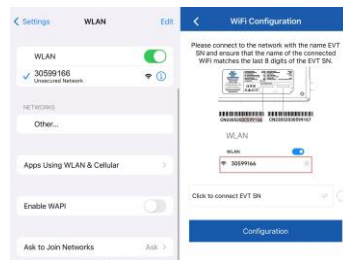 Settings
WLAN
Edit
WLAN
30599166
Unsecured Network
NETWORKS
Other...
Apps Using WLAN & Cellular
Enable WAPI
Ask to Join Networks
Ask
WiFi Configuration
Please connect to the network with the name EVT
SN and ensure that the name of the connected
WiFi matches the last 8 digits of the EVT SN.
WLAN
WLAN
30599166
Click to connect EVT SN
Configuration